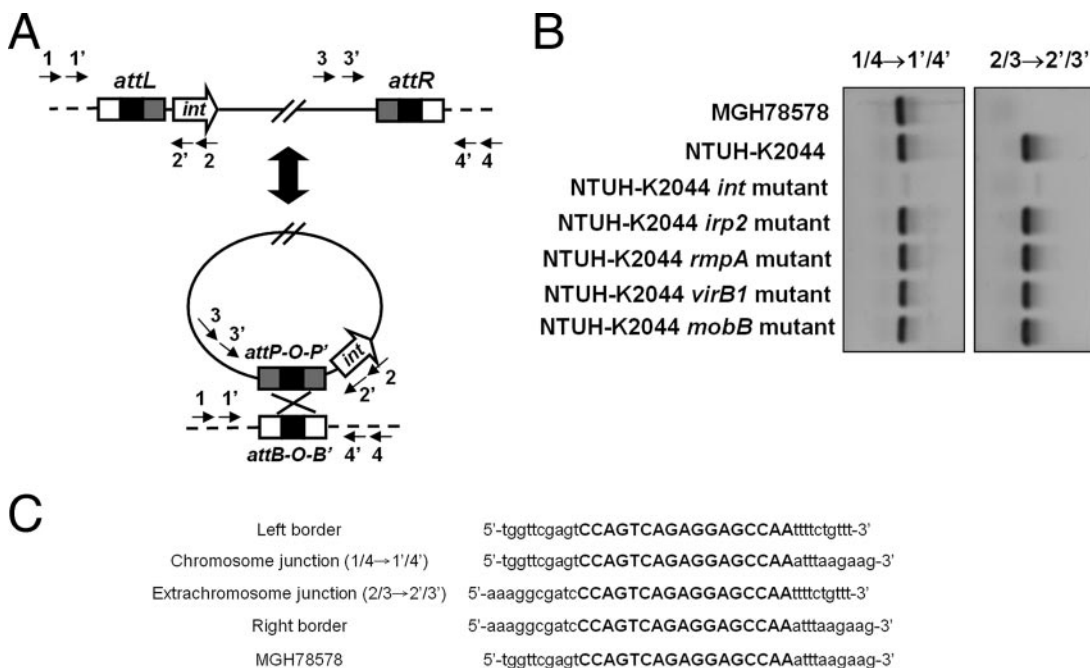 A
1 1' 3 3'
attL attR
int
2' 2 4' 4
3
3' attP-O-P' int
2
1 1' 2'
attB-O-B' 4' 4
B
1/4→1'/4' 2/3→2'/3'
MGH78578
NTUH-K2044
NTUH-K2044 int mutant
NTUH-K2044 irp2 mutant
NTUH-K2044 rmpA mutant
NTUH-K2044 virB1 mutant
NTUH-K2044 mobB mutant
C
Left border 5'-tggttcgagtCCAGTCAGAGGAGCCAAttttctgttt-3'
Chromosome junction (1/4→1'/4') 5'-tggttcgagtCCAGTCAGAGGAGCCAAatttaagaag-3'
Extrachromosome junction (2/3→2'/3') 5'-aaaggcgatcCCAGTCAGAGGAGCCAAttttctgttt-3'
Right border 5'-aaaggcgatcCCAGTCAGAGGAGCCAAatttaagaag-3'
MGH78578 5'-tggttcgagtCCAGTCAGAGGAGCCAAatttaagaag-3'